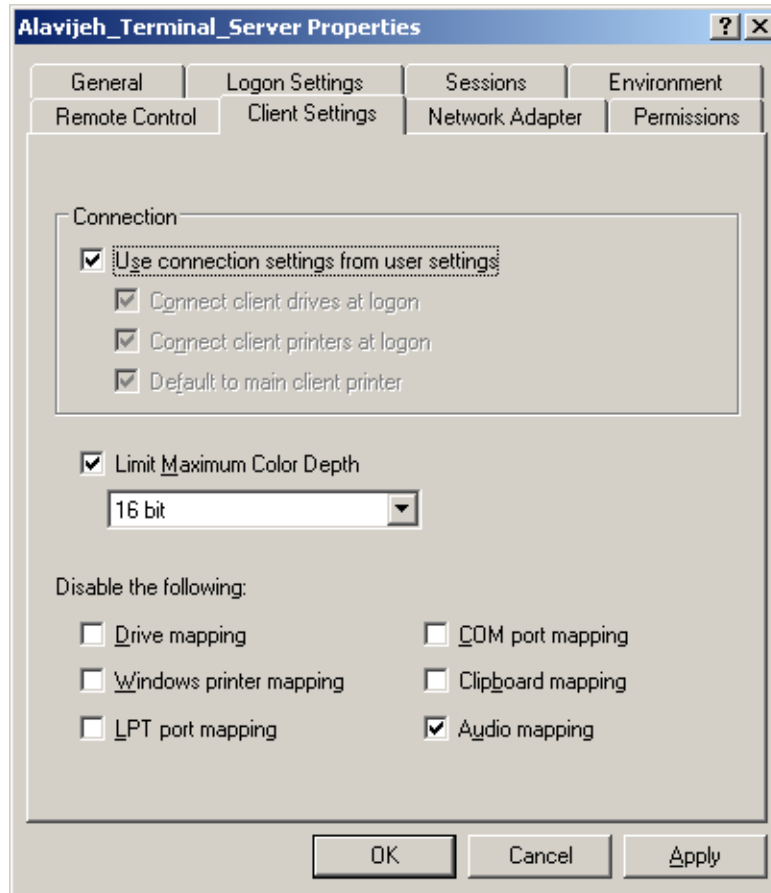 Alavijeh_Terminal_Server Properties
General Logon Settings Sessions Environment
Remote Control Client Settings Network Adapter Permissions
Connection
Use connection settings from user settings
Connect client drives at logon
Connect client printers at logon
Default to main client printer
Limit Maximum Color Depth
16 bit
Disable the following:
Drive mapping COM port mapping
Windows printer mapping Clipboard mapping
LPT port mapping Audio mapping
OK Cancel Apply